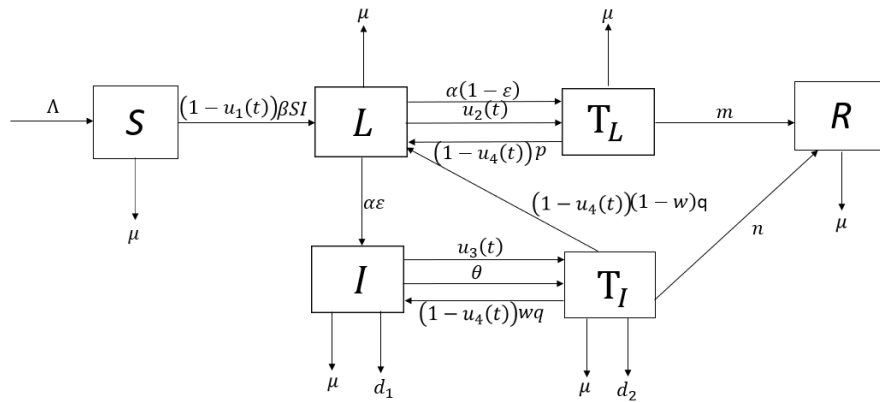 μ
μ
Λ
S
(1 − u₁(t))βSI
L
α(1 − ε)
u₂(t)
(1 − u₄(t))p
T_L
m
R
μ
αε
(1 − u₄(t))(1 − w)q
n
μ
I
u₃(t)
θ
(1 − u₄(t))wq
T_I
μ
d₁
μ
d₂